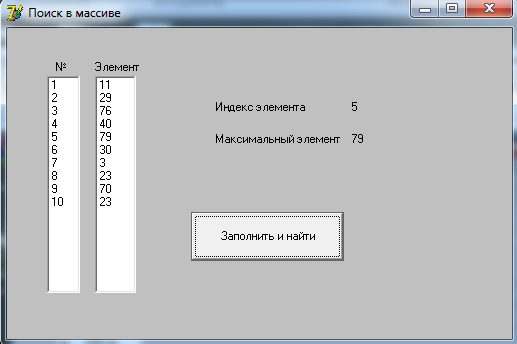 Поиск в массиве
№ Элемент
1 11
2 29
3 76
4 40
5 79
6 30
7 3
8 23
9 70
10 23
Индекс элемента 5
Максимальный элемент 79
Заполнить и найти